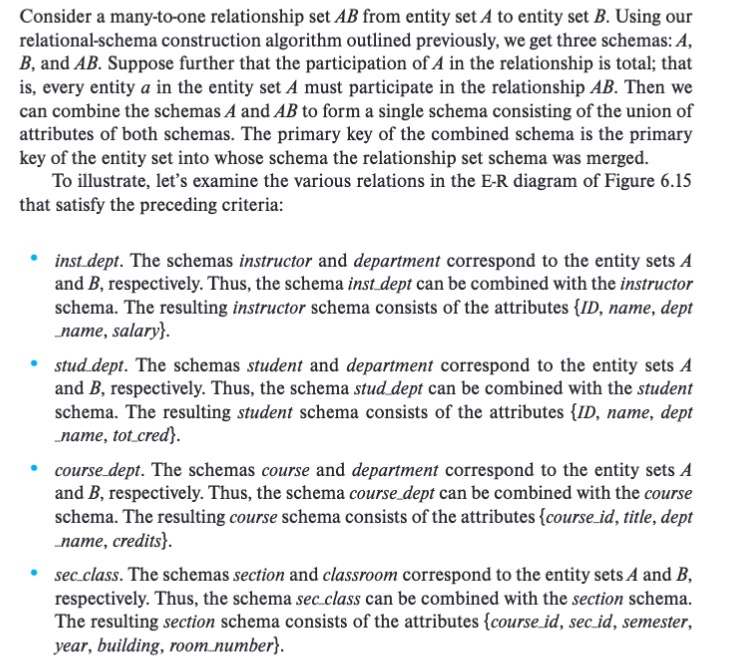 Consider a many-to-one relationship set AB from entity set A to entity set B. Using our
relational-schema construction algorithm outlined previously, we get three schemas: A,
B, and AB. Suppose further that the participation of A in the relationship is total; that
is, every entity a in the entity set A must participate in the relationship AB. Then we
can combine the schemas A and AB to form a single schema consisting of the union of
attributes of both schemas. The primary key of the combined schema is the primary
key of the entity set into whose schema the relationship set schema was merged.
To illustrate, let's examine the various relations in the E-R diagram of Figure 6.15
that satisfy the preceding criteria:
• inst_dept. The schemas instructor and department correspond to the entity sets A
and B, respectively. Thus, the schema inst_dept can be combined with the instructor
schema. The resulting instructor schema consists of the attributes {ID, name, dept
_name, salary}.
• stud_dept. The schemas student and department correspond to the entity sets A
and B, respectively. Thus, the schema stud_dept can be combined with the student
schema. The resulting student schema consists of the attributes {ID, name, dept
_name, tot_cred}.
• course_dept. The schemas course and department correspond to the entity sets A
and B, respectively. Thus, the schema course_dept can be combined with the course
schema. The resulting course schema consists of the attributes {course_id, title, dept
_name, credits}.
• sec_class. The schemas section and classroom correspond to the entity sets A and B,
respectively. Thus, the schema sec_class can be combined with the section schema.
The resulting section schema consists of the attributes {course_id, sec_id, semester,
year, building, room_number}.